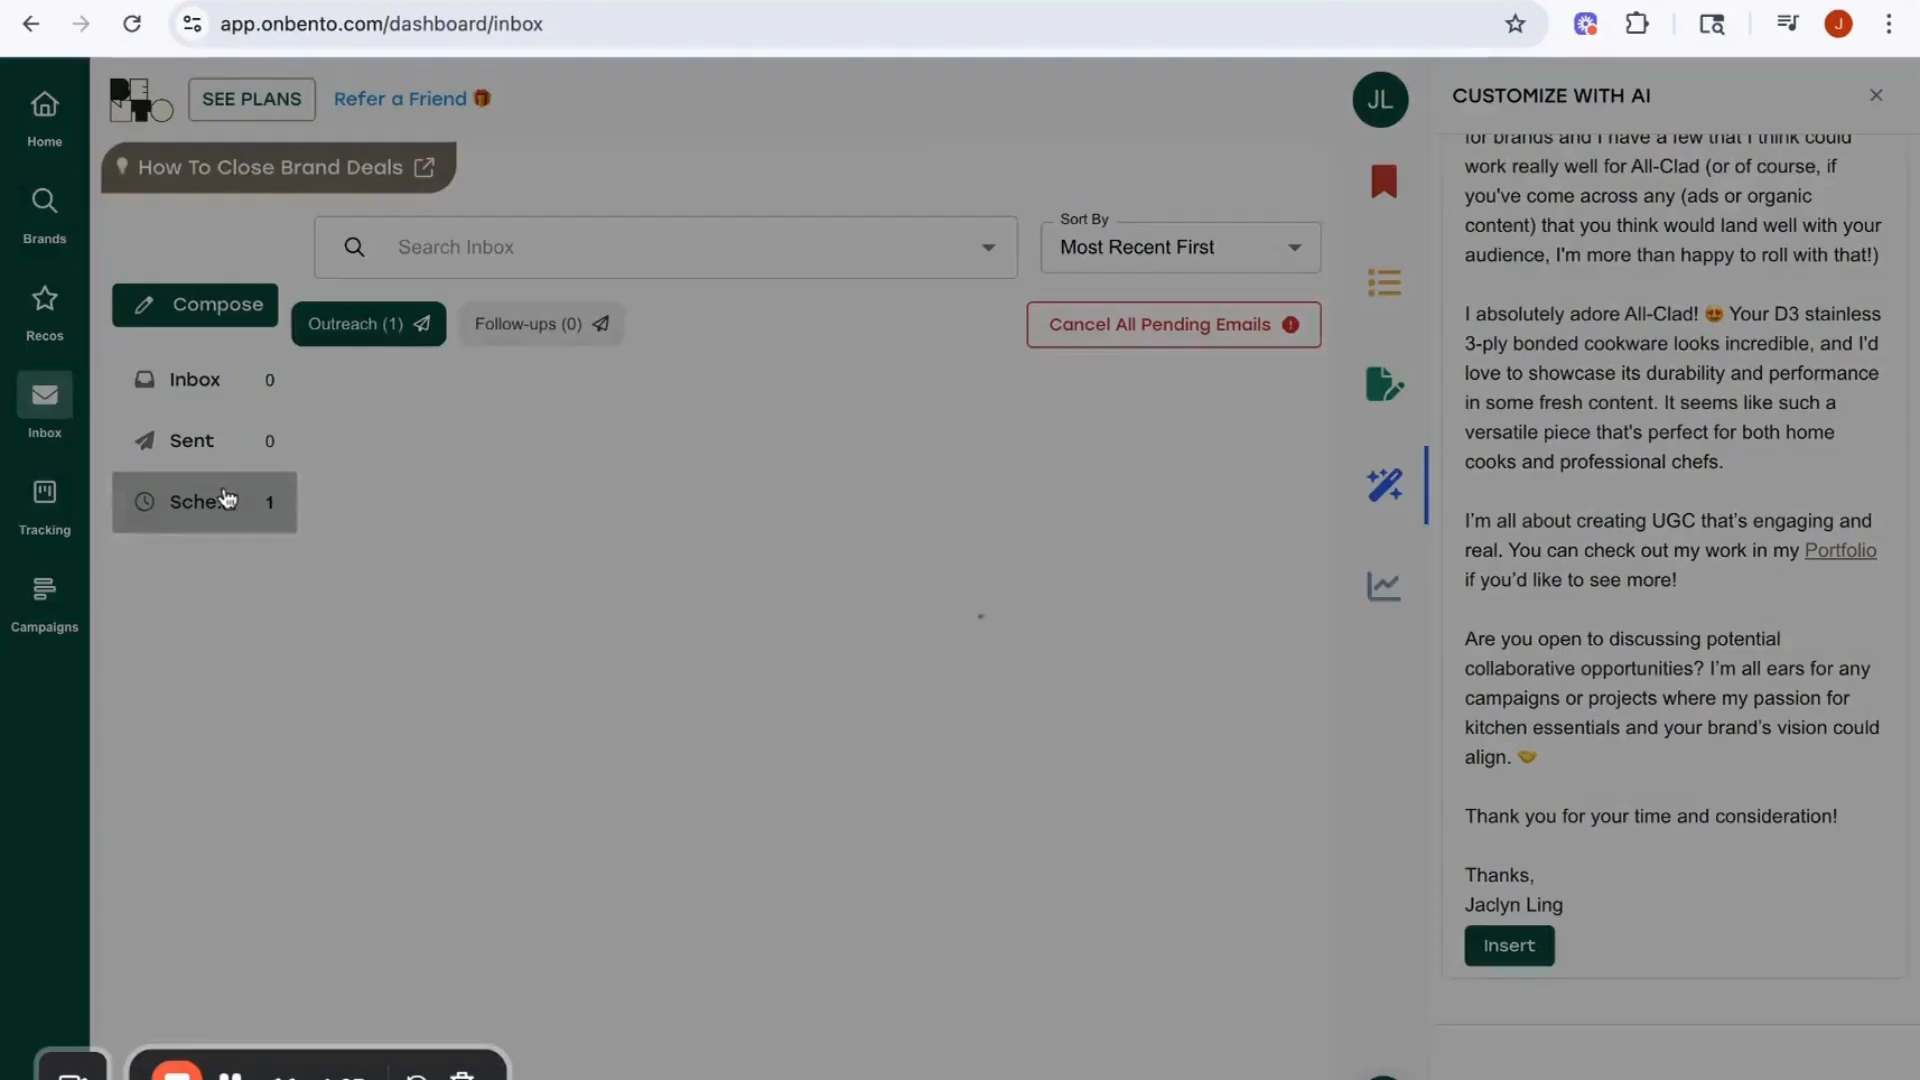 app.onbento.com/dashboard/inbox
J
Home
Brands
Recos
Inbox
Tracking
Campaigns
SEE PLANS
Refer a Friend 🎁
How To Close Brand Deals
Search Inbox
Sort By
Most Recent First
Compose
Outreach (1)
Follow-ups (0)
Cancel All Pending Emails
Inbox 0
Sent 0
Sche... 1
JL
CUSTOMIZE WITH AI
for brands and I have a few that I think could
work really well for All-Clad (or of course, if
you've come across any (ads or organic
content) that you think would land well with your
audience, I'm more than happy to roll with that!)
I absolutely adore All-Clad! 😍 Your D3 stainless
3-ply bonded cookware looks incredible, and I'd
love to showcase its durability and performance
in some fresh content. It seems like such a
versatile piece that's perfect for both home
cooks and professional chefs.
I’m all about creating UGC that’s engaging and
real. You can check out my work in my Portfolio
if you’d like to see more!
Are you open to discussing potential
collaborative opportunities? I’m all ears for any
campaigns or projects where my passion for
kitchen essentials and your brand’s vision could
align. 🤝
Thank you for your time and consideration!
Thanks,
Jaclyn Ling
Insert